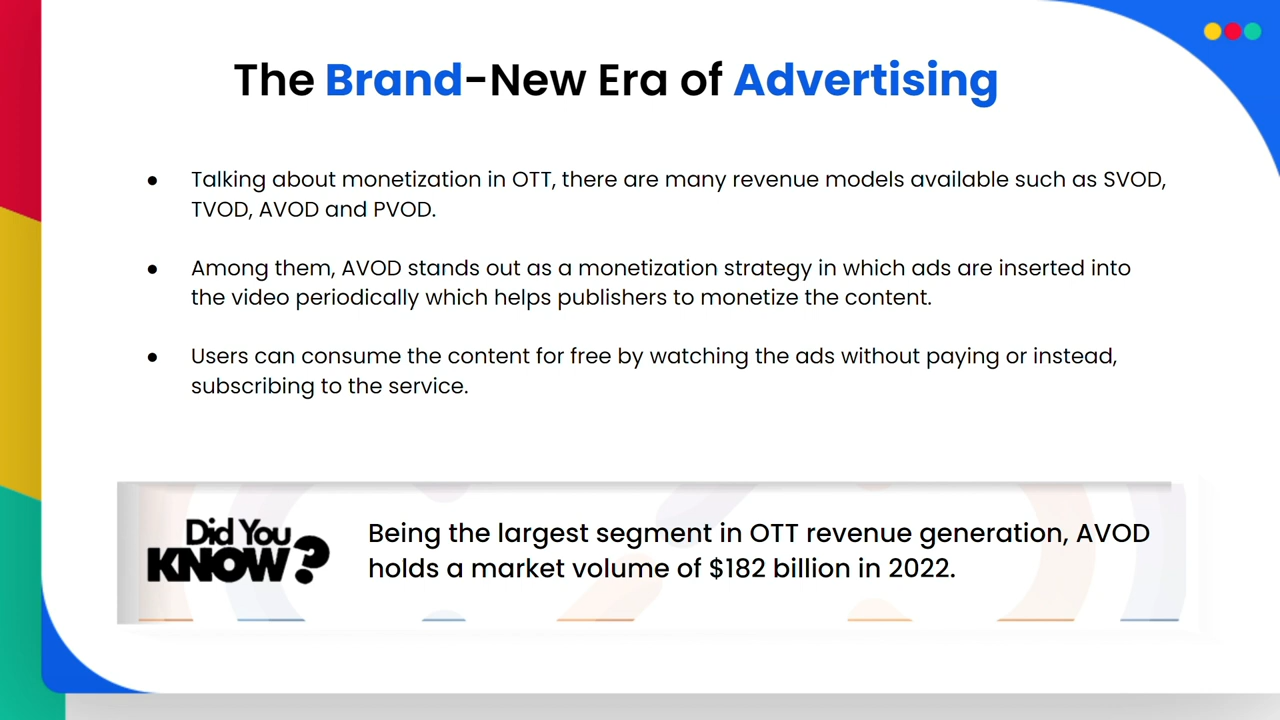 The Brand-New Era of Advertising
● Talking about monetization in OTT, there are many revenue models available such as SVOD,
TVOD, AVOD and PVOD.
● Among them, AVOD stands out as a monetization strategy in which ads are inserted into
the video periodically which helps publishers to monetize the content.
● Users can consume the content for free by watching the ads without paying or instead,
subscribing to the service.
Did You
KNOW?
Being the largest segment in OTT revenue generation, AVOD
holds a market volume of $182 billion in 2022.